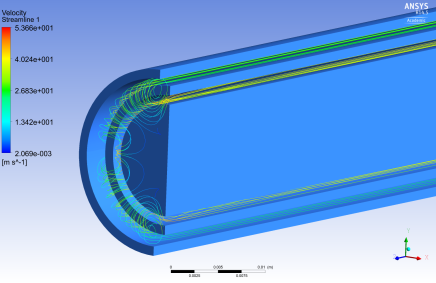 Velocity
Streamline 1
5.366e+001
4.024e+001
2.683e+001
1.342e+001
2.069e-003
[m s^-1]
ANSYS
Academic
0
0.005
0.01 (m)
0.0025
0.0075
Y
X